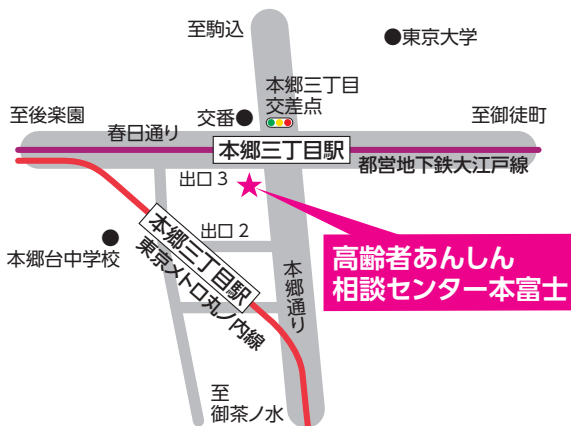 至駒込
●東京大学
本郷三丁目
交差点
至後楽園
交番●
至御徒町
春日通り
本郷三丁目駅
都営地下鉄大江戸線
出口3
出口2
本郷三丁目駅
東京メトロ丸ノ内線
本郷台中学校
本郷通り
高齢者あんしん
相談センター本富士
至
御茶ノ水